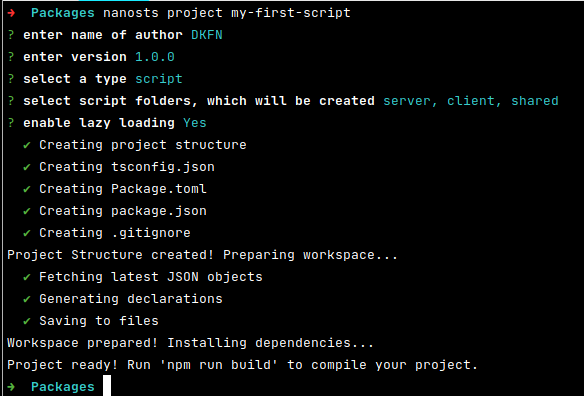 ➜  Packages nanosts project my-first-script
? enter name of author DKFN
? enter version 1.0.0
? select a type script
? select script folders, which will be created server, client, shared
? enable lazy loading Yes
  ✔ Creating project structure
  ✔ Creating tsconfig.json
  ✔ Creating Package.toml
  ✔ Creating package.json
  ✔ Creating .gitignore
Project Structure created! Preparing workspace...
  ✔ Fetching latest JSON objects
  ✔ Generating declarations
  ✔ Saving to files
Workspace prepared! Installing dependencies...
Project ready! Run 'npm run build' to compile your project.
➜  Packages